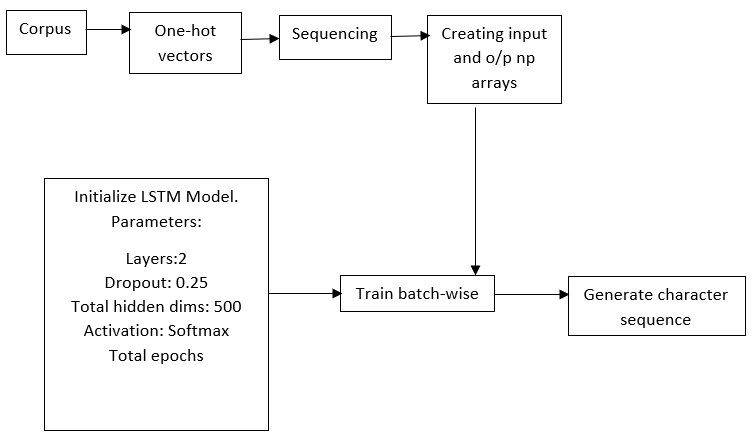 Corpus
One-hot
vectors
Sequencing
Creating input
and o/p np
arrays
Initialize LSTM Model.
Parameters:
Layers:2
Dropout: 0.25
Total hidden dims: 500
Activation: Softmax
Total epochs
Train batch-wise
Generate character
sequence